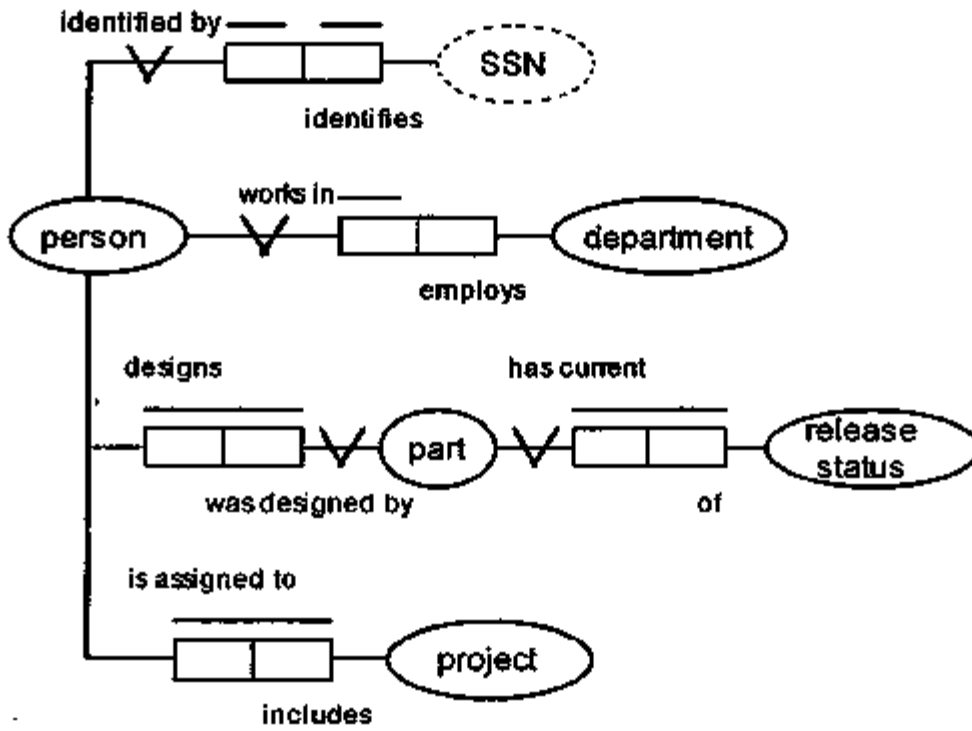 identified by
SSN
identifies
works in
person
department
employs
designs
has current
part
release
status
was designed by
of
is assigned to
project
includes